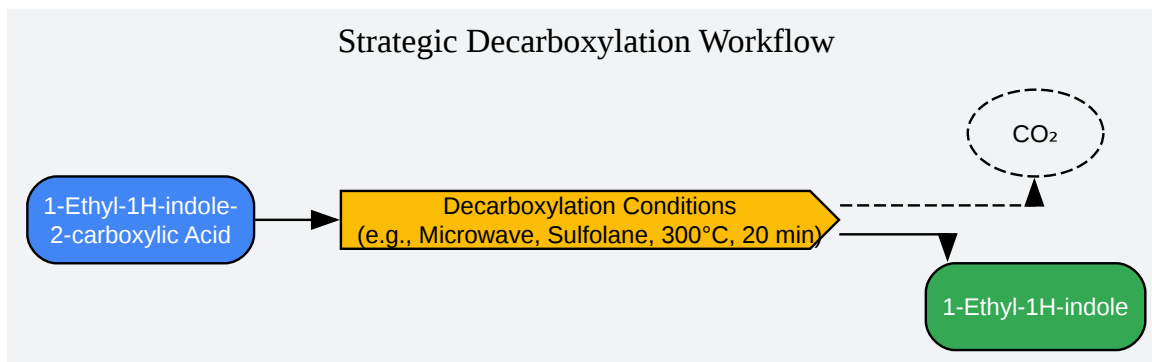 Strategic Decarboxylation Workflow
CO₂
1-Ethyl-1H-indole-
2-carboxylic Acid
Decarboxylation Conditions
(e.g., Microwave, Sulfolane, 300°C, 20 min)
1-Ethyl-1H-indole